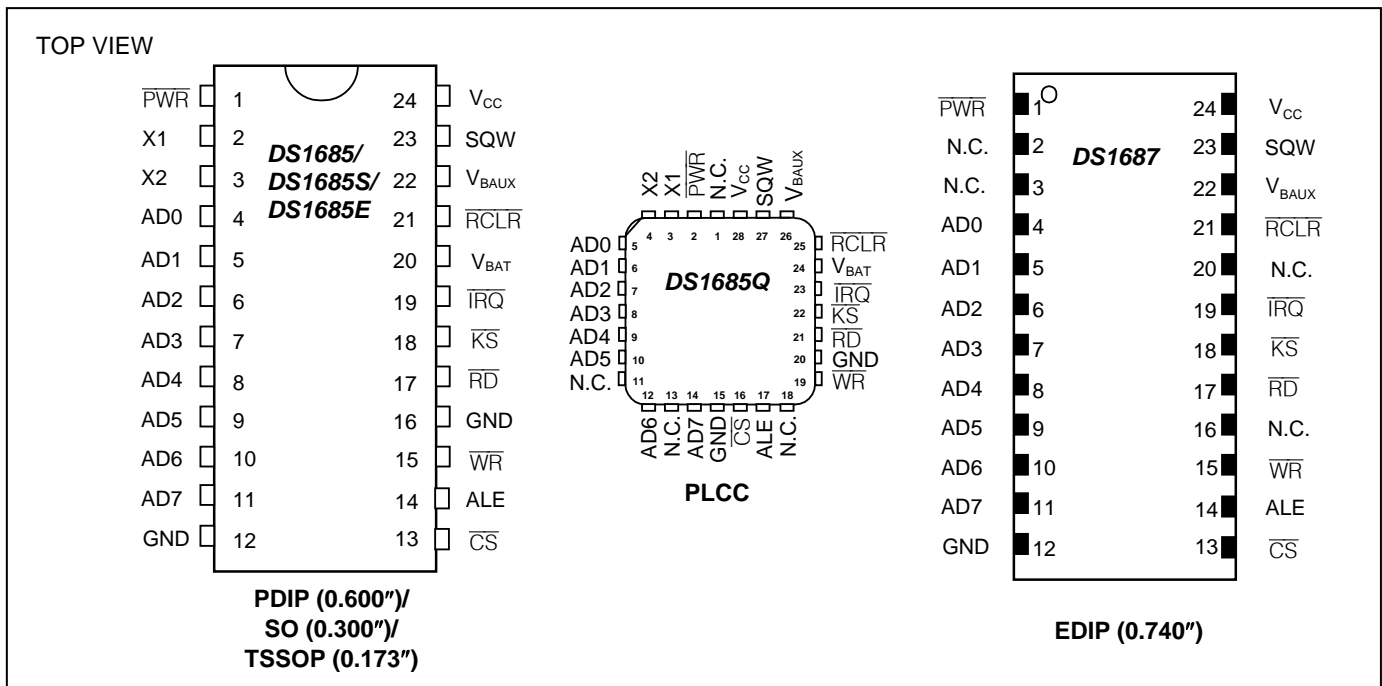 TOP VIEW
PWR 1 24 VCC
X1 2 23 SQW
X2 3 22 VBAUX
AD0 4 21 RCLR
AD1 5 20 VBAT
AD2 6 19 IRQ
AD3 7 18 KS
AD4 8 17 RD
AD5 9 16 GND
AD6 10 15 WR
AD7 11 14 ALE
GND 12 13 CS
DS1685/
DS1685S/
DS1685E
PDIP (0.600″)/
SO (0.300″)/
TSSOP (0.173″)
X2 X1 PWR N.C. VCC SQW VBAUX
4 3 2 1 28 27 26
AD0 5 25 RCLR
AD1 6 24 VBAT
AD2 7 23 IRQ
AD3 8 22 KS
AD4 9 21 RD
AD5 10 20 GND
N.C. 11 19 WR
DS1685Q
12 13 14 15 16 17 18
AD6 N.C. AD7 GND CS ALE N.C.
PLCC
PWR 1 24 VCC
N.C. 2 23 SQW
N.C. 3 22 VBAUX
AD0 4 21 RCLR
AD1 5 20 N.C.
AD2 6 19 IRQ
AD3 7 18 KS
AD4 8 17 RD
AD5 9 16 N.C.
AD6 10 15 WR
AD7 11 14 ALE
GND 12 13 CS
DS1687
EDIP (0.740″)